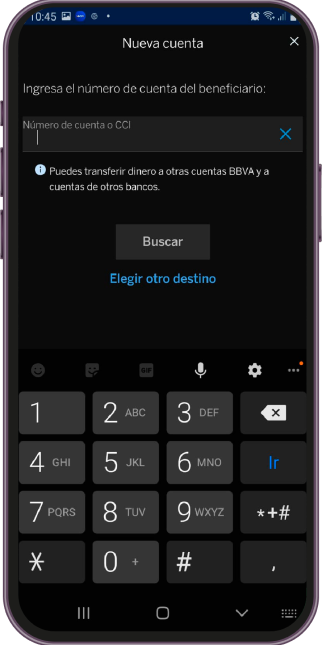 10:45
Nueva cuenta
Ingresa el número de cuenta del beneficiario:
Número de cuenta o CCI
Puedes transferir dinero a otras cuentas BBVA y a
cuentas de otros bancos.
Buscar
Elegir otro destino
GIF
1 2 ABC 3 DEF
4 GHI 5 JKL 6 MNO Ir
7 PQRS 8 TUV 9 WXYZ *+#
* 0 + # ,